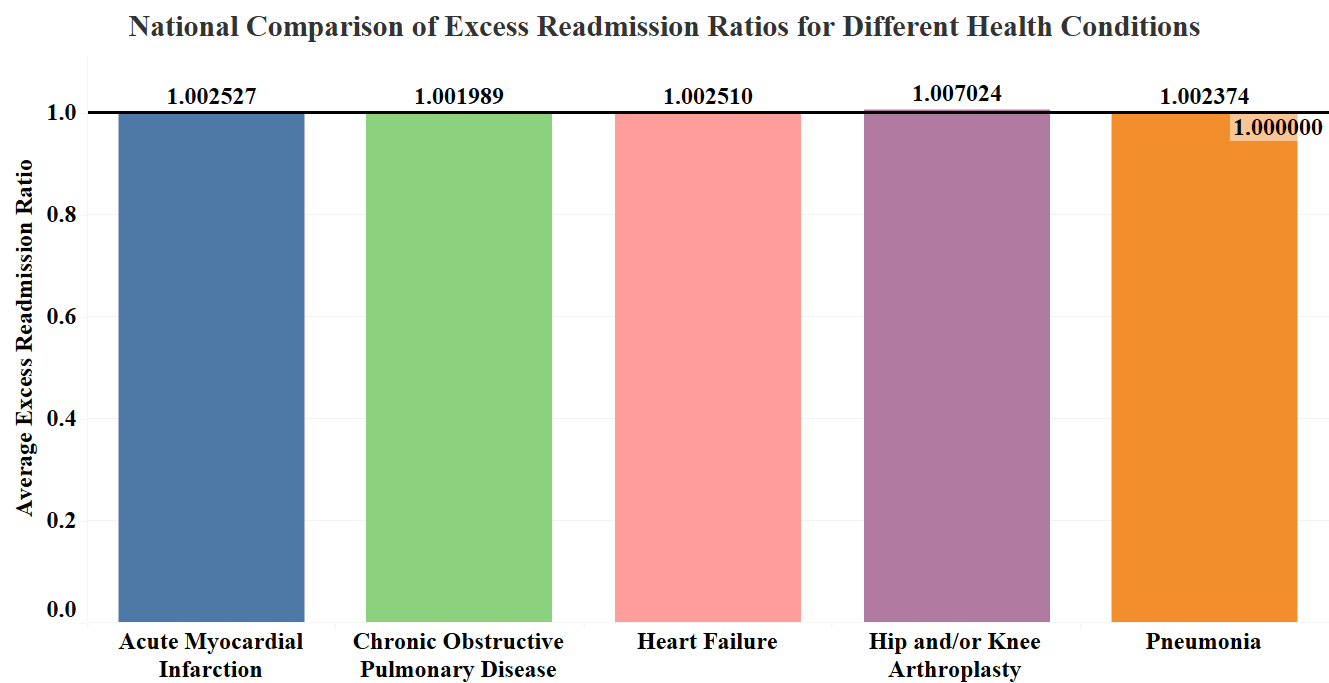 National Comparison of Excess Readmission Ratios for Different Health Conditions
Average Excess Readmission Ratio
1.0
0.8
0.6
0.4
0.2
0.0
1.002527
1.001989
1.002510
1.007024
1.002374
1.000000
Acute Myocardial
Infarction
Chronic Obstructive
Pulmonary Disease
Heart Failure
Hip and/or Knee
Arthroplasty
Pneumonia